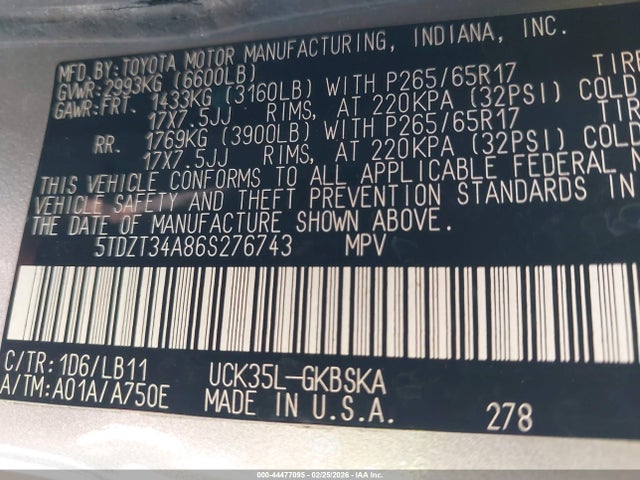 MFD.BY:TOYOTA MOTOR MANUFACTURING, INDIANA, INC.
GVWR:2993KG (6600LB)
GAWR:FRT. 1433KG (3160LB) WITH P265/65R17 TIRE
17X7.5JJ RIMS, AT 220KPA (32PSI) COLD
RR. 1769KG (3900LB) WITH P265/65R17 TIRE
17X7.5JJ RIMS, AT 220KPA (32PSI) COLD
THIS VEHICLE CONFORMS TO ALL APPLICABLE FEDERAL
VEHICLE SAFETY AND THEFT PREVENTION STANDARDS IN
THE DATE OF MANUFACTURE SHOWN ABOVE.
5TDZT34A86S276743 MPV
C/TR:1D6/LB11 UCK35L-GKBSKA
A/TM:A01A/A750E MADE IN U.S.A. 278
000-44477095 - 02/25/2026 - IAA Inc.